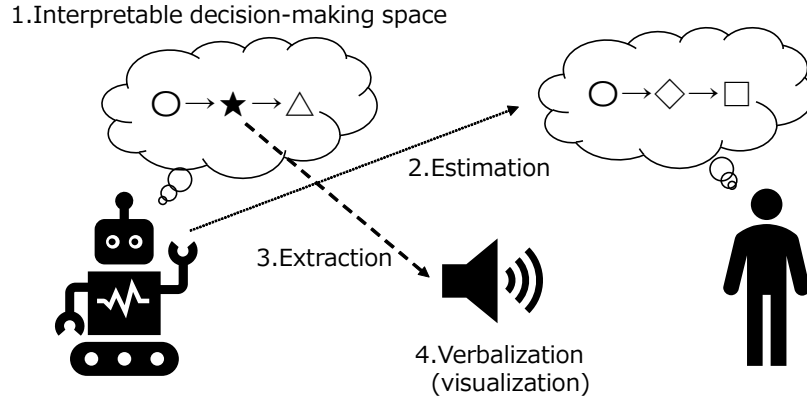 1.Interpretable decision-making space
2.Estimation
3.Extraction
4.Verbalization
(visualization)